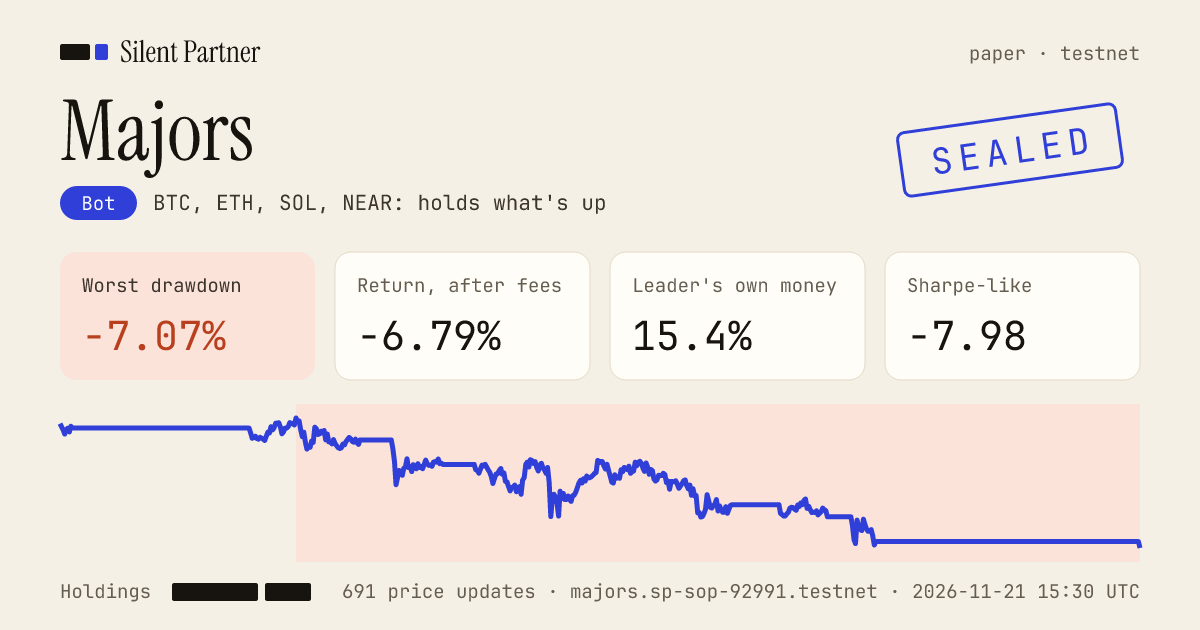 Silent Partner
paper · testnet
Majors
SEALED
Bot
BTC, ETH, SOL, NEAR: holds what's up
Worst drawdown
-7.07%
Return, after fees
-6.79%
Leader's own money
15.4%
Sharpe-like
-7.98
Holdings
691 price updates · majors.sp-sop-92991.testnet · 2026-11-21 15:30 UTC